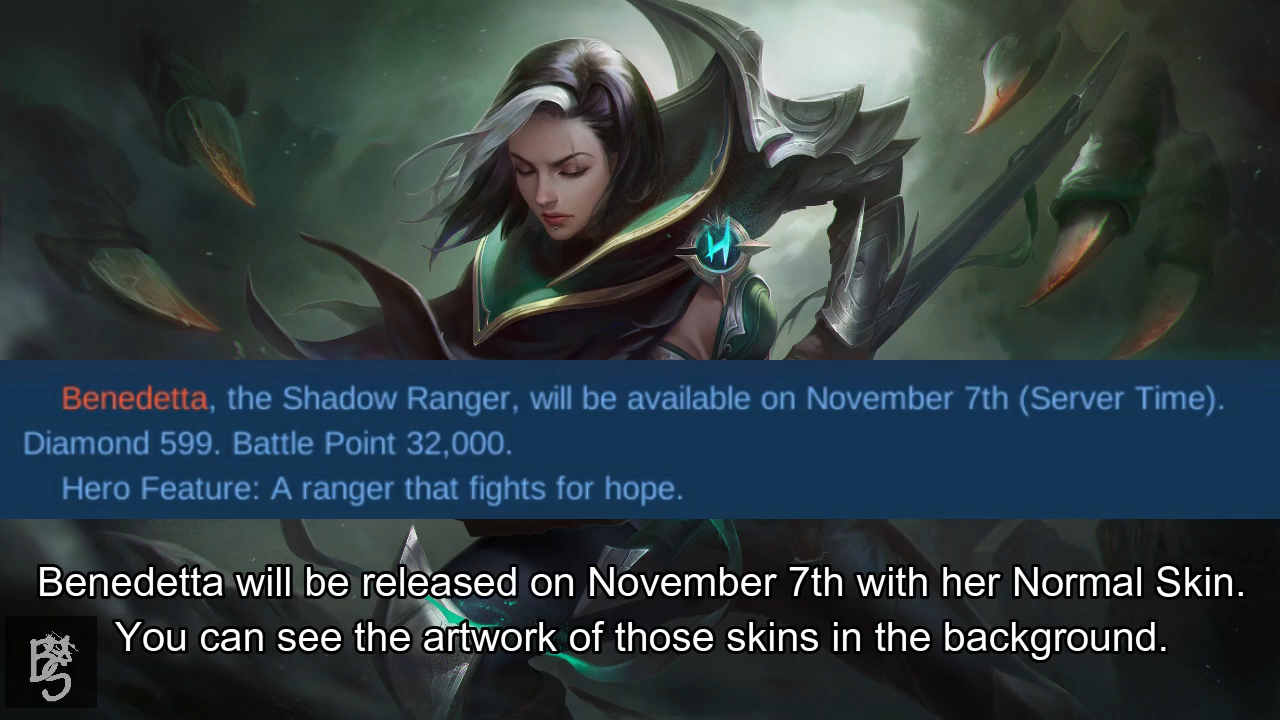 Benedetta, the Shadow Ranger, will be available on November 7th (Server Time).
Diamond 599. Battle Point 32,000.
Hero Feature: A ranger that fights for hope.
Benedetta will be released on November 7th with her Normal Skin.
You can see the artwork of those skins in the background.